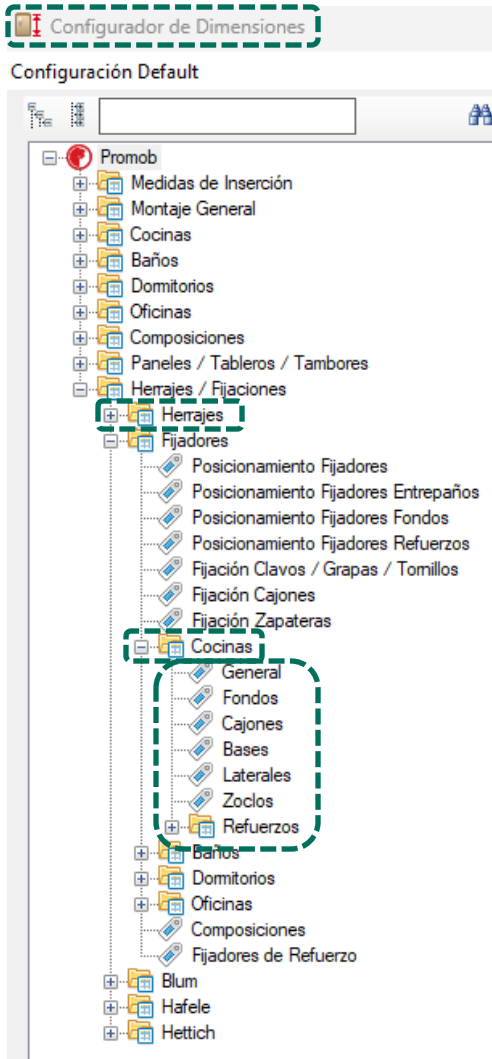 Configurador de Dimensiones
Configuración Default
Promob
Medidas de Inserción
Montaje General
Cocinas
Baños
Dormitorios
Oficinas
Composiciones
Paneles / Tableros / Tambores
Herrajes / Fijaciones
Herrajes
Fijadores
Posicionamiento Fijadores
Posicionamiento Fijadores Entrepaños
Posicionamiento Fijadores Fondos
Posicionamiento Fijadores Refuerzos
Fijación Clavos / Grapas / Tornillos
Fijación Cajones
Fijación Zapateras
Cocinas
General
Fondos
Cajones
Bases
Laterales
Zoclos
Refuerzos
Baños
Dormitorios
Oficinas
Composiciones
Fijadores de Refuerzo
Blum
Hafele
Hettich